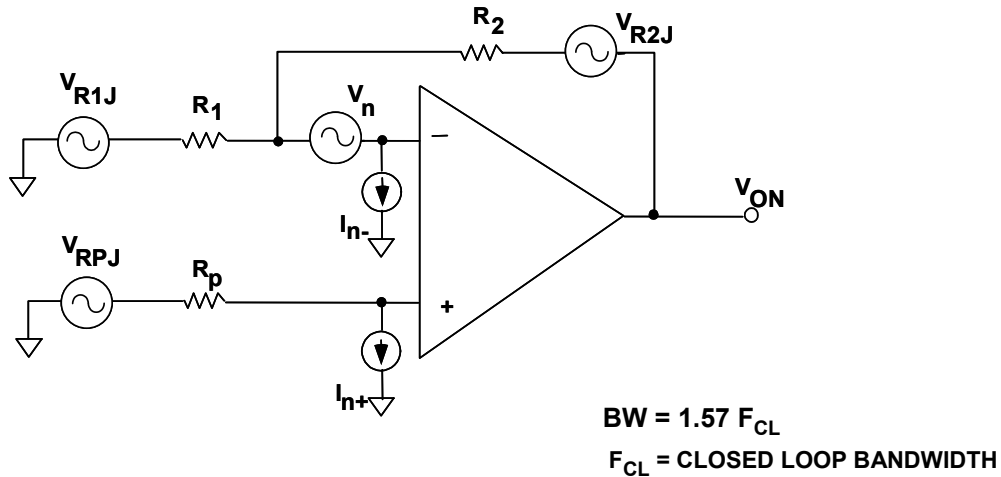 R2
VR2J
VR1J
R1
Vn
−
VON
In-
VRPJ
Rp
+
In+
BW = 1.57 FCL
FCL = CLOSED LOOP BANDWIDTH